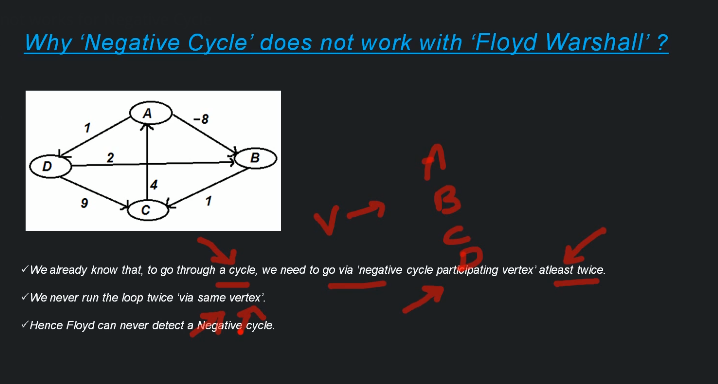 Why ‘Negative Cycle’ does not work with ‘Floyd Warshall’ ?
A
1
-8
D
2
B
4
9
C
1
V
A
B
C
D
✓We already know that, to go through a cycle, we need to go via ‘negative cycle participating vertex’ atleast twice.
✓We never run the loop twice ‘via same vertex’.
✓Hence Floyd can never detect a Negative cycle.